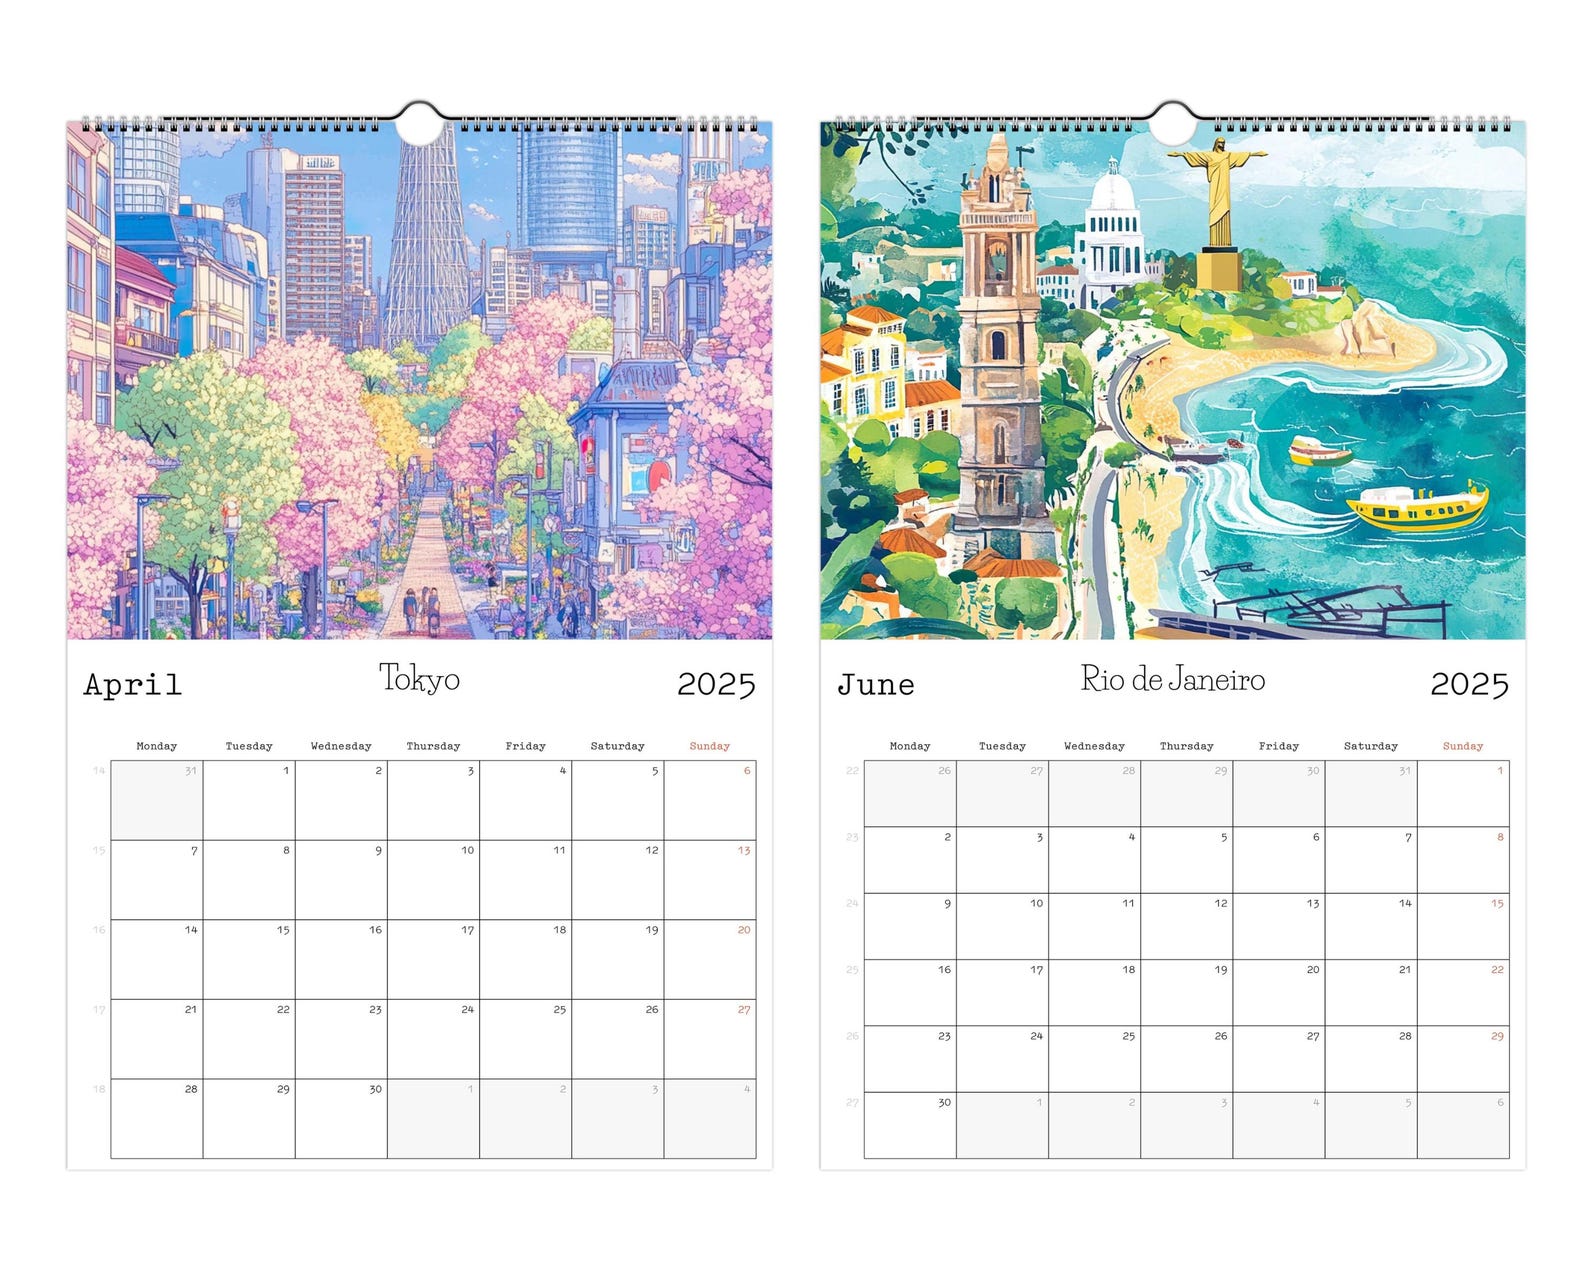 April Tokyo 2025
Monday Tuesday Wednesday Thursday Friday Saturday Sunday
14 31 1 2 3 4 5 6
15 7 8 9 10 11 12 13
16 14 15 16 17 18 19 20
17 21 22 23 24 25 26 27
18 28 29 30 1 2 3 4
June Rio de Janeiro 2025
Monday Tuesday Wednesday Thursday Friday Saturday Sunday
22 26 27 28 29 30 31 1
23 2 3 4 5 6 7 8
24 9 10 11 12 13 14 15
25 16 17 18 19 20 21 22
26 23 24 25 26 27 28 29
27 30 1 2 3 4 5 6